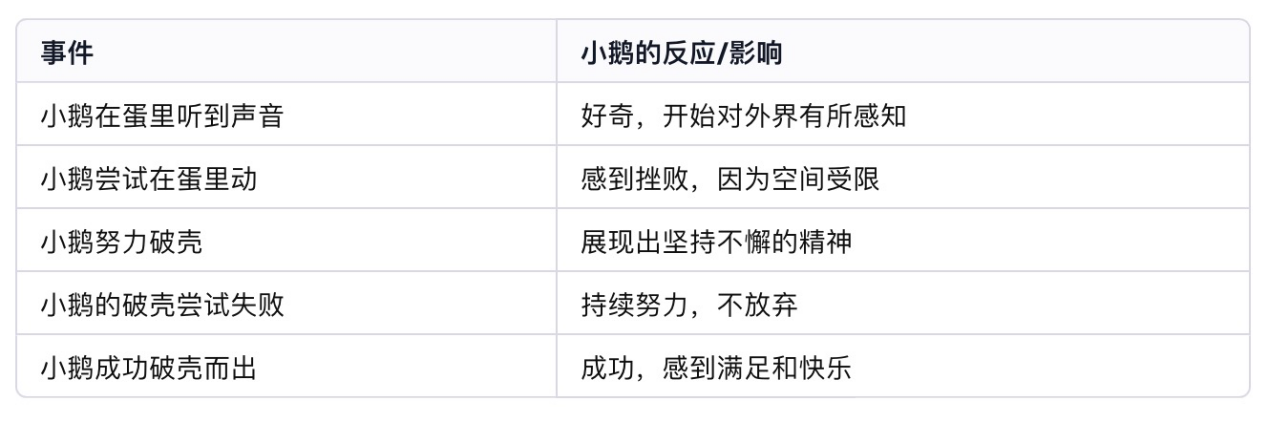 事件 小鹅的反应/影响
小鹅在蛋里听到声音 好奇，开始对外界有所感知
小鹅尝试在蛋里动 感到挫败，因为空间受限
小鹅努力破壳 展现出坚持不懈的精神
小鹅的破壳尝试失败 持续努力，不放弃
小鹅成功破壳而出 成功，感到满足和快乐